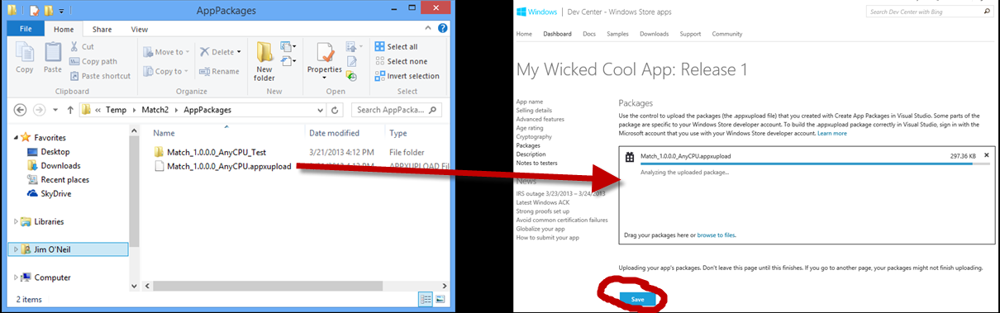 AppPackages
File Home Share View
Copy
Paste
Cut
Copy path
Paste shortcut
Clipboard
Move to
Copy to
Delete
Rename
Organize
New
folder
New
Properties
Open
Select all
Select none
Invert selection
Select
« Temp Match2 AppPackages
Search AppPacka...
Favorites
Desktop
Downloads
Recent places
SkyDrive
Libraries
Jim O'Neil
Computer
Name Date modified Type
Match_1.0.0.0_AnyCPU_Test 3/21/2013 4:12 PM File folder
Match_1.0.0.0_AnyCPU.appxupload APPXUPLOAD Fil
2 items
Windows | Dev Center - Windows Store apps
Search Dev Center with Bing
Home Dashboard Docs Samples Downloads Support Community
My Wicked Cool App: Release 1
App name
Selling details
Advanced features
Age rating
Cryptography
Packages
Description
Notes to testers
News
IRS outage 3/23/2013 – 3/24/2013
Latest Windows ACK
Strong proofs set up
Avoid common certification failures
Globalize your app
How to submit your app
Packages
Use the control to upload the packages (the .appxupload file) that you created with Create App Packages in Visual Studio. Some parts of the
package are specific to your Windows Store developer account. To build the .appxupload package correctly in Visual Studio, sign in with the
Microsoft account that you use with your Windows Store developer account. Learn more
Match_1.0.0.0_AnyCPU.appxupload 297.36 KB
Analyzing the uploaded package...
Drag your packages here or browse to files.
Uploading your app's packages. Don't leave this page until this finishes. If you go to another page, your packages might not finish uploading.
Save